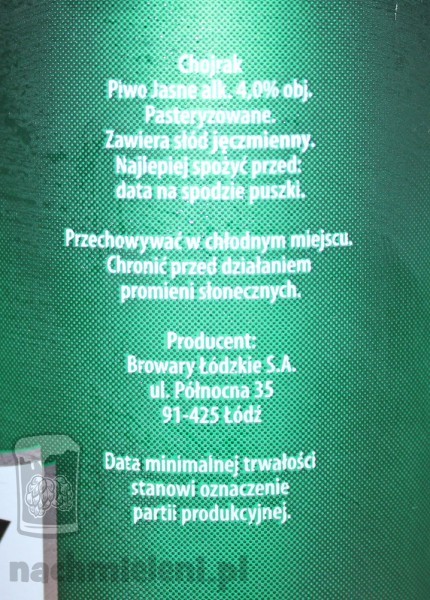 Chojrak
Piwo Jasne alk. 4,0% obj.
Pasteryzowane.
Zawiera słód jęczmienny.
Najlepiej spożyć przed:
data na spodzie puszki.
Przechowywać w chłodnym miejscu.
Chronić przed działaniem
promieni słonecznych.
Producent:
Browary Łódzkie S.A.
ul. Północna 35
91-425 Łódź
Data minimalnej trwałości
stanowi oznaczenie
partii produkcyjnej.
nachmieleni.pl